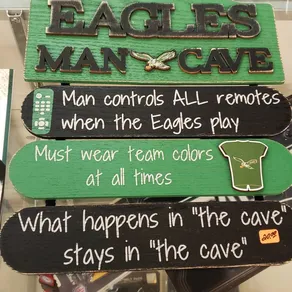 EAGLES
MAN CAVE
Man controls ALL remotes
when the Eagles play
Must wear team colors
at all times
What happens in "the cave"
stays in "the cave"